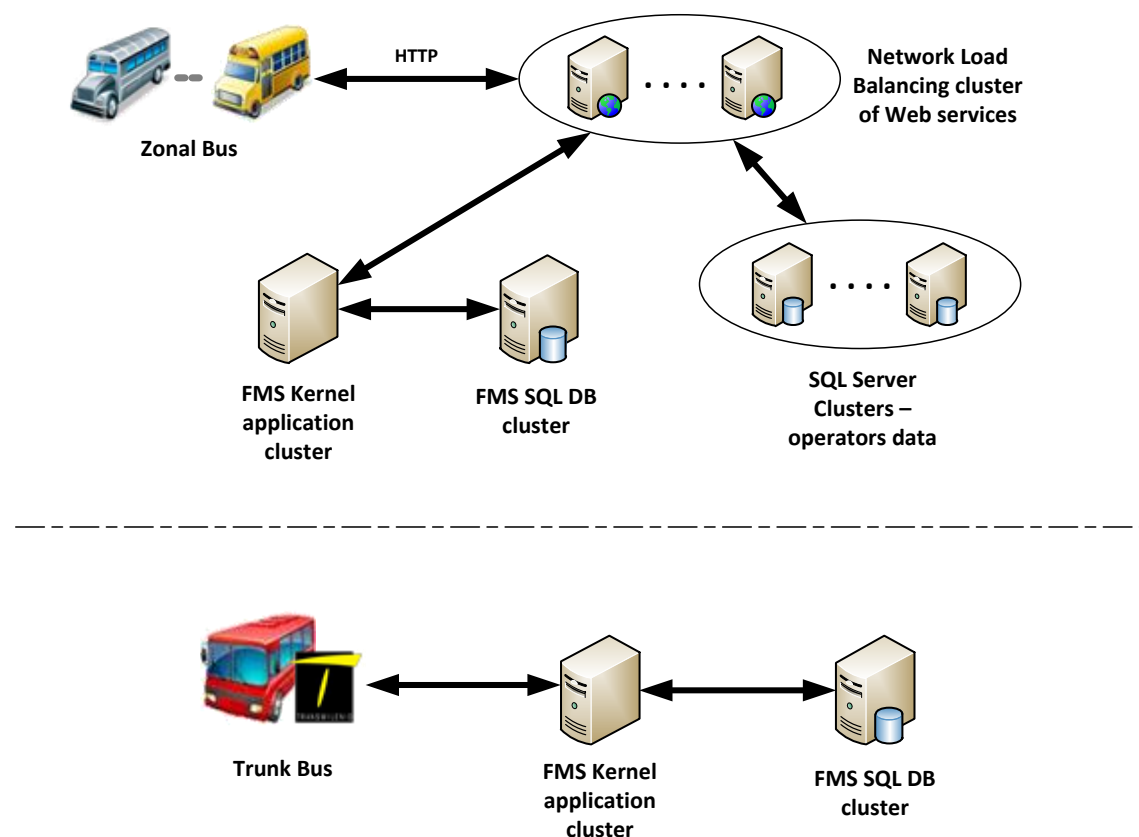 HTTP
Network Load
Balancing cluster
of Web services
Zonal Bus
FMS Kernel
application
cluster
FMS SQL DB
cluster
SQL Server
Clusters –
operators data
TRANSMILENIO
Trunk Bus
FMS Kernel
application
cluster
FMS SQL DB
cluster